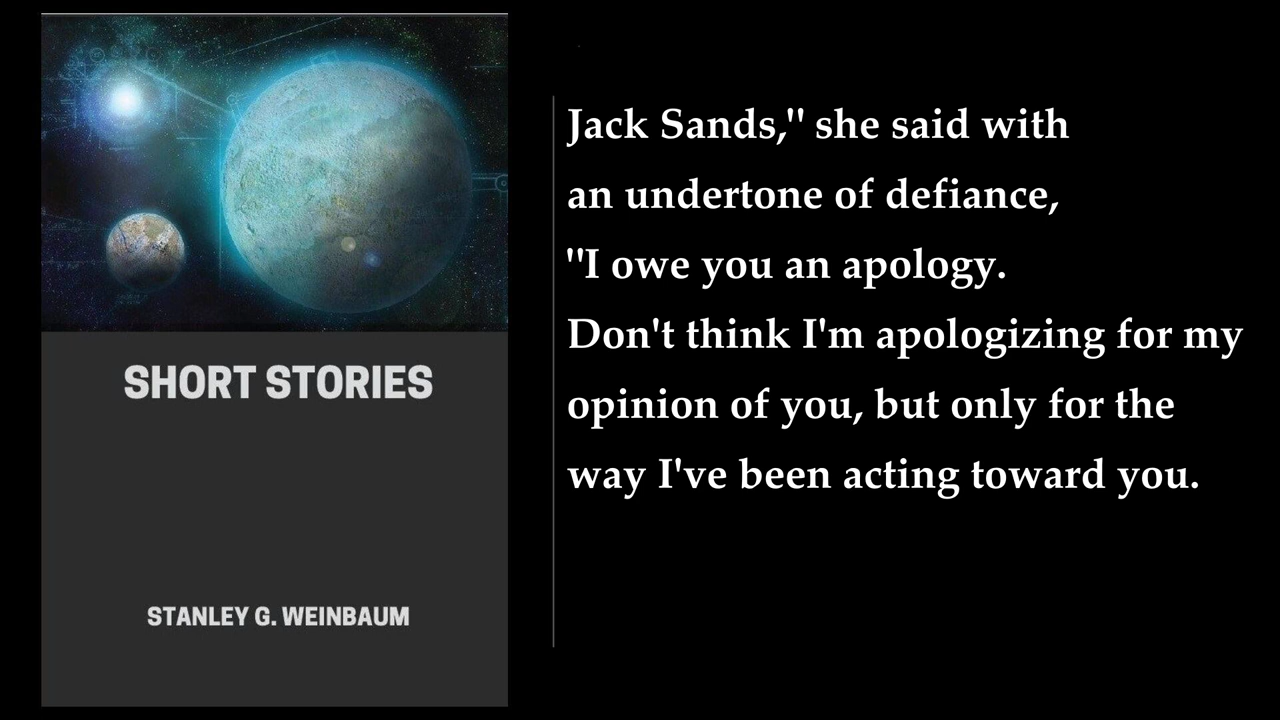 SHORT STORIES
STANLEY G. WEINBAUM
Jack Sands," she said with
an undertone of defiance,
"I owe you an apology.
Don't think I'm apologizing for my
opinion of you, but only for the
way I've been acting toward you.